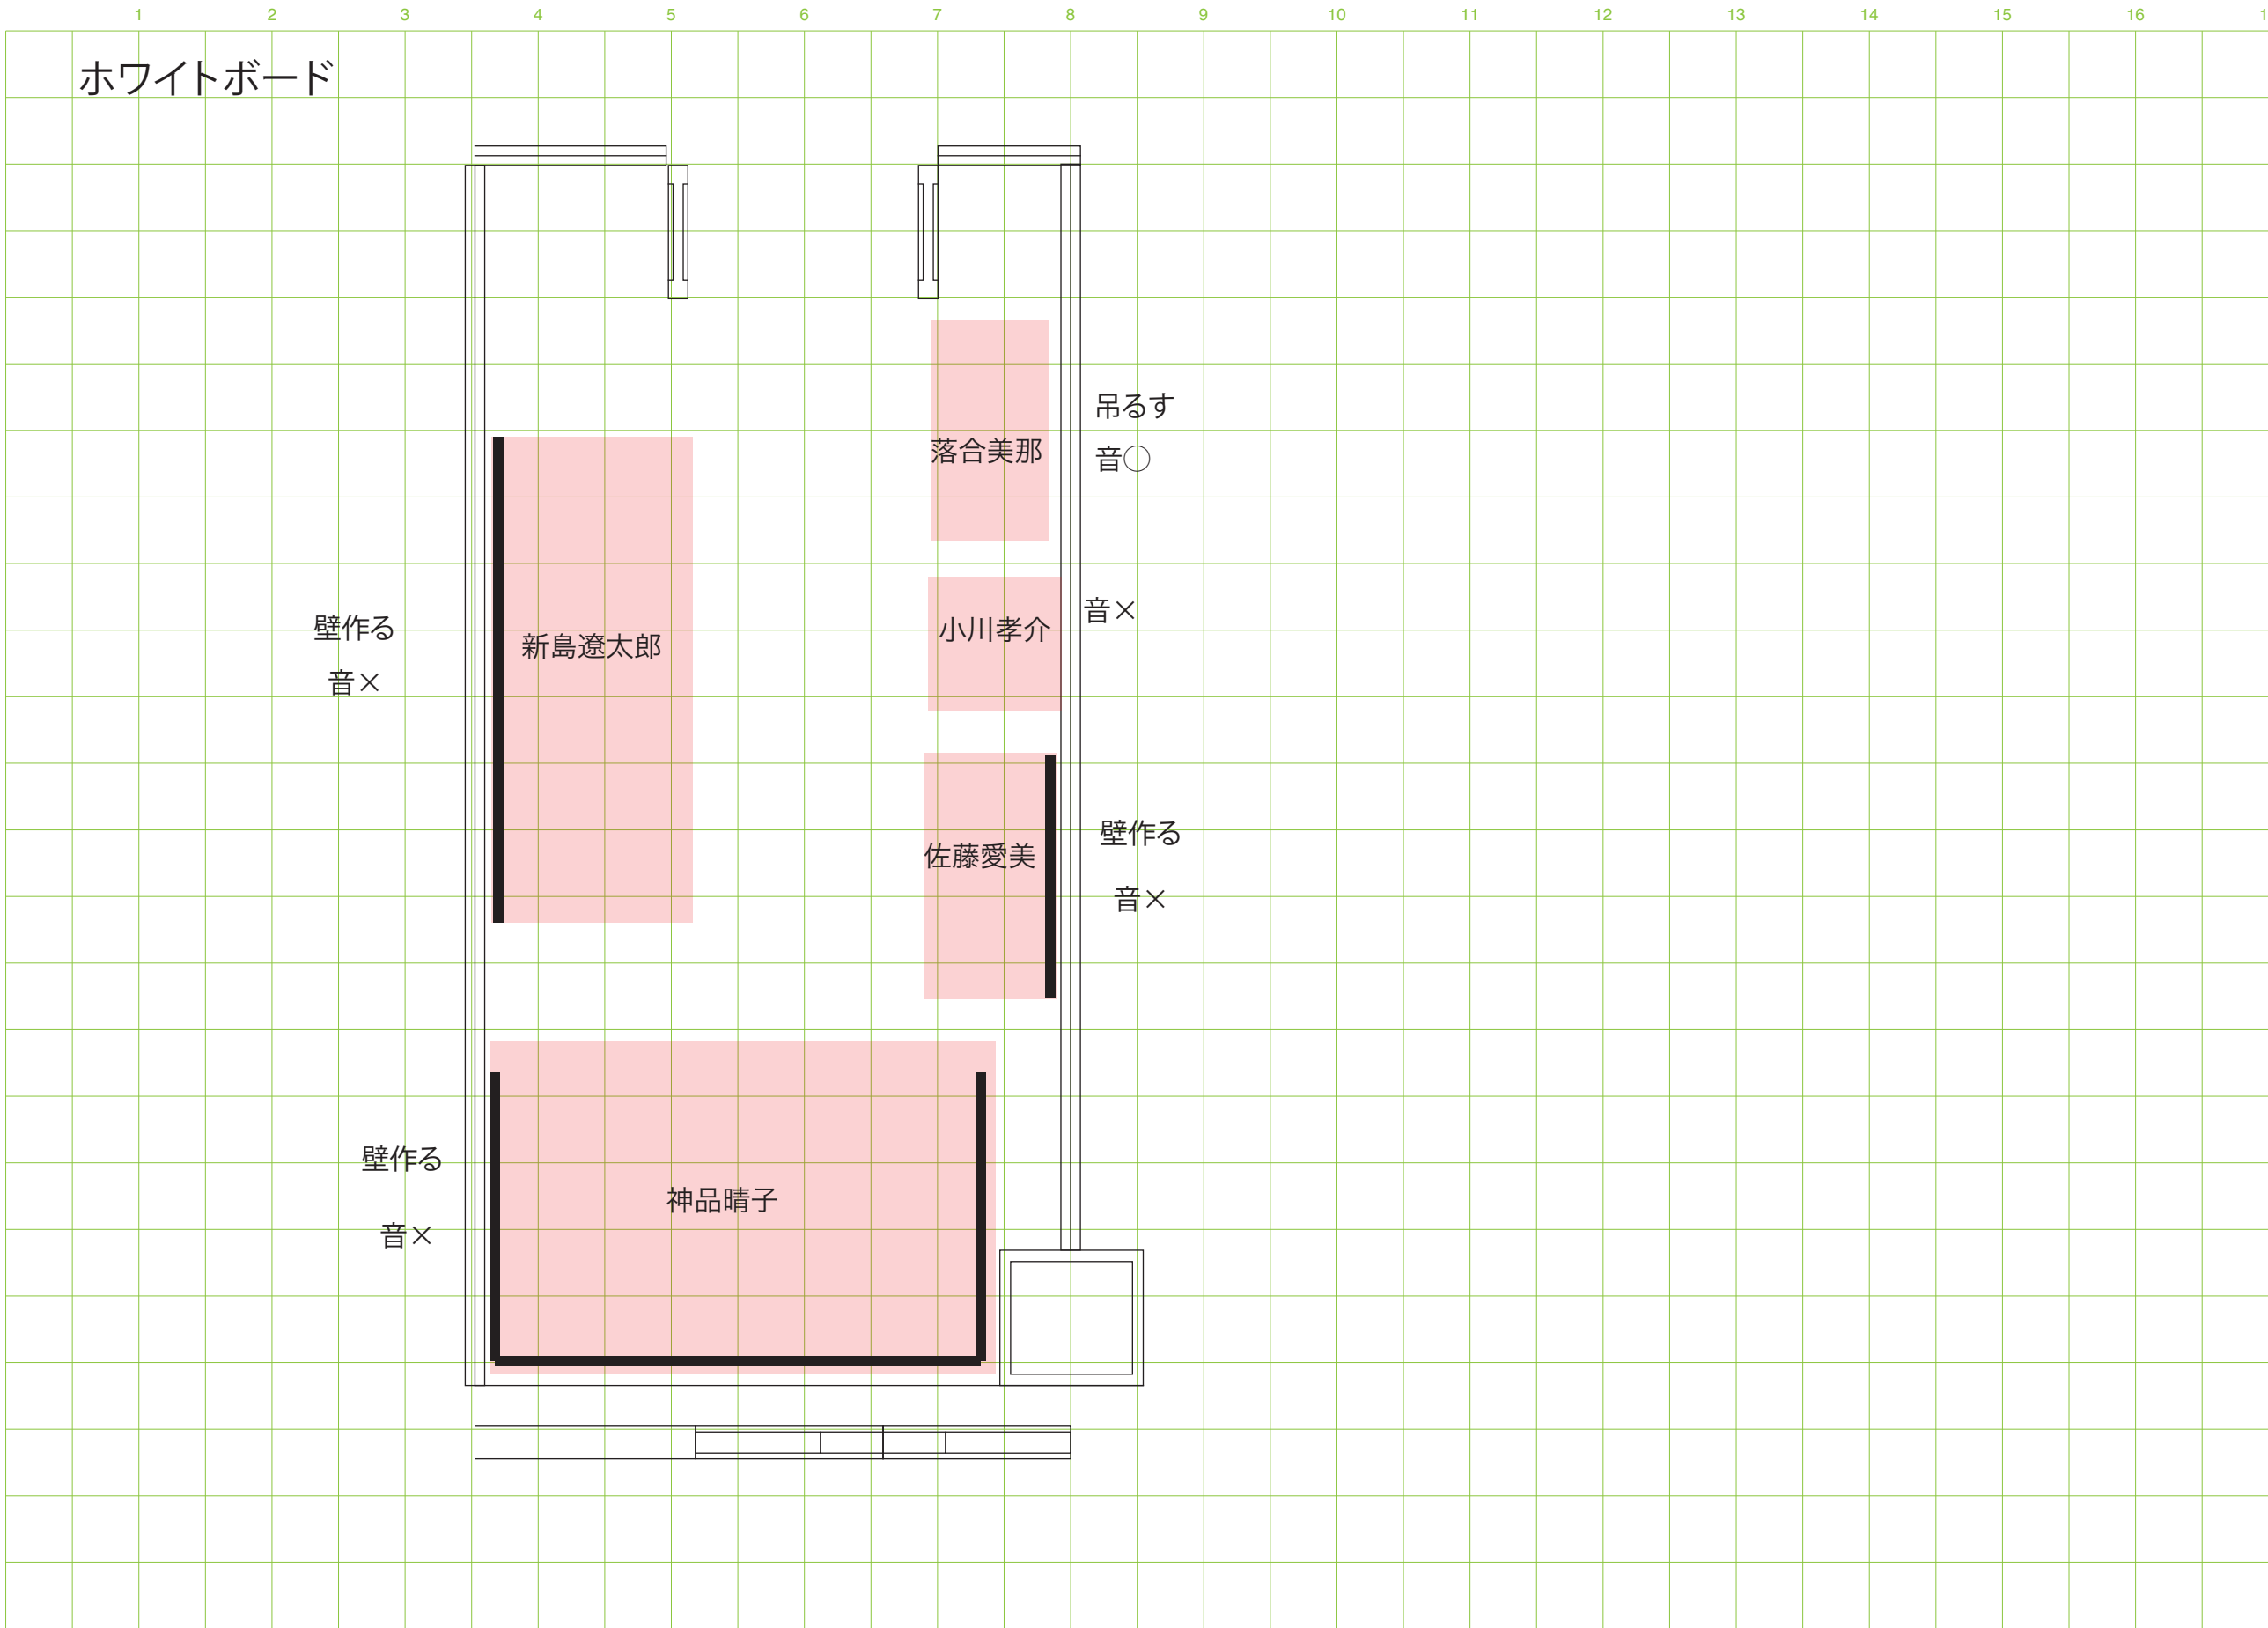 1 2 3 4 5 6 7 8 9 10 11 12 13 14 15 16
ホワイトボード
吊るす
落合美那
音◯
音×
小川孝介
壁作る
新島遼太郎
音×
壁作る
佐藤愛美
音×
壁作る
神品晴子
音×